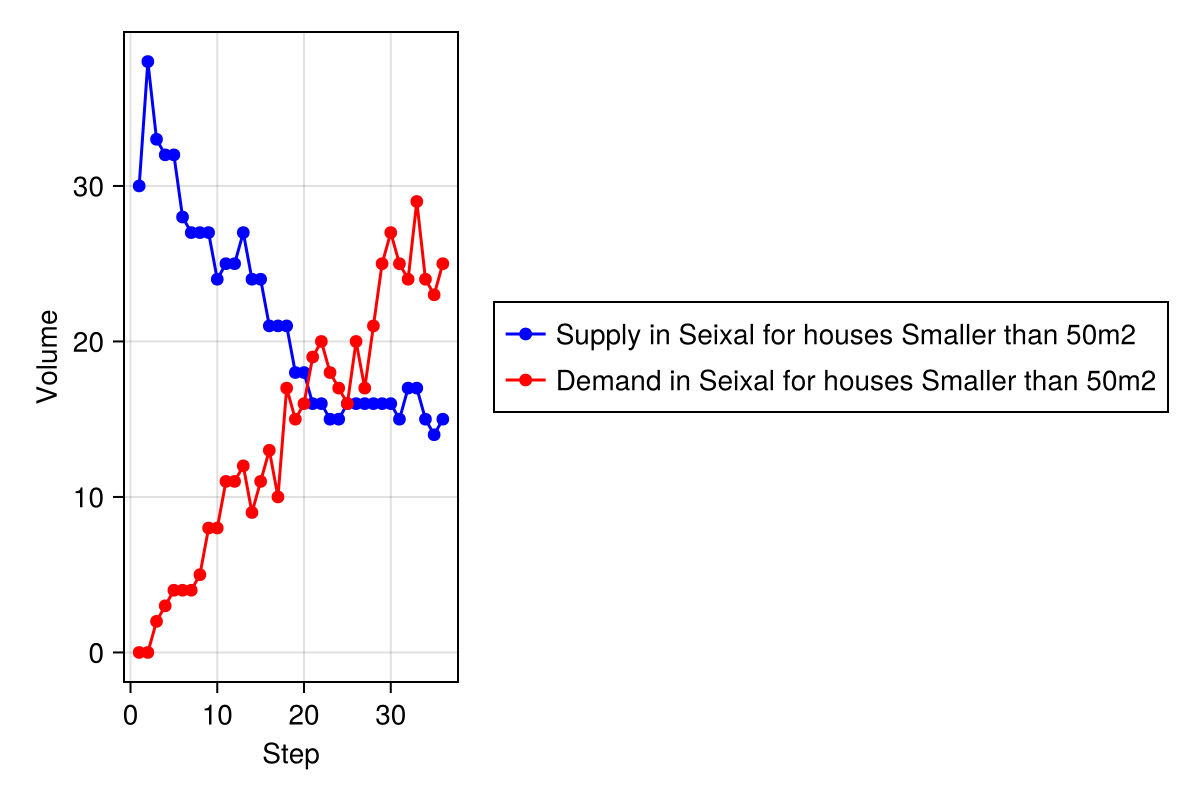 Volume
30
20
10
0
0 10 20 30
Step
Supply in Seixal for houses Smaller than 50m2
Demand in Seixal for houses Smaller than 50m2